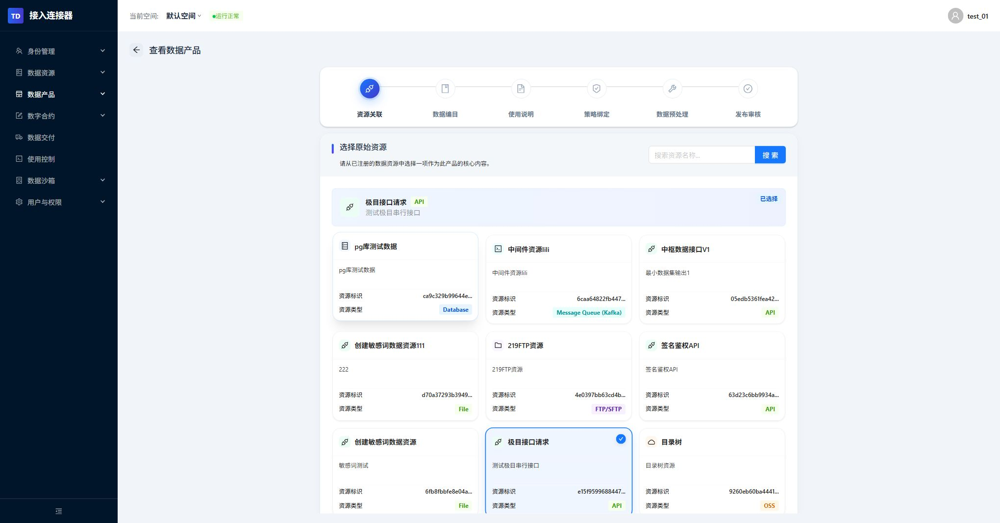 TD 接入连接器
身份管理
数据资源
数据产品
数字合约
数据交付
使用控制
数据沙箱
用户与权限
当前空间: 默认空间 运行正常
test_01
查看数据产品
资源关联 数据编目 使用说明 策略绑定 数据预处理 发布审核
选择原始资源
请从已注册的数据资源中选择一项作为此产品的核心内容。
搜索资源名称... 搜 索
极目接口请求 API
测试极目串行接口
已选择
pg库测试数据
pg库测试数据
资源标识 ca9c329b99644e...
资源类型 Database
中间件资源lili
中间件资源lili
资源标识 6caa64822fb447...
资源类型 Message Queue (Kafka)
中枢数据接口V1
最小数据集输出1
资源标识 05edb5361fea42...
资源类型 API
创建敏感词数据资源111
222
资源标识 d70a37293b3949...
资源类型 File
219FTP资源
219FTP资源
资源标识 4e0397bb63cd4b...
资源类型 FTP/SFTP
签名鉴权API
签名鉴权API
资源标识 63d23c6bb9934a...
资源类型 API
创建敏感词数据资源
敏感词测试
资源标识 6fb8fbbfe8e04a...
资源类型 File
极目接口请求
测试极目串行接口
资源标识 e15f9599688447...
资源类型 API
目录树
目录树资源
资源标识 9260eb60ba4441...
资源类型 OSS